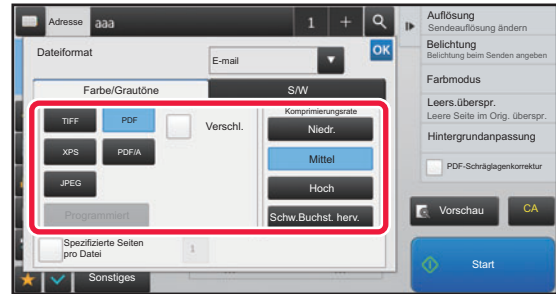 Adresse aaa 1 +
Dateiformat
E-mail
OK
Farbe/Grautöne
S/W
TIFF
PDF
Verschl.
XPS
PDF/A
JPEG
Programmiert
Komprimierungsrate
Niedr.
Mittel
Hoch
Schw.Buchst. herv.
Spezifizierte Seiten
pro Datei
1
Sonstiges
Auflösung
Sendeauflösung ändern
Belichtung
Belichtung beim Senden angeben
Farbmodus
Leers.überspr.
Leere Seite im Orig. überspr.
Hintergrundanpassung
PDF-Schräglagenkorrektur
Vorschau
CA
Start